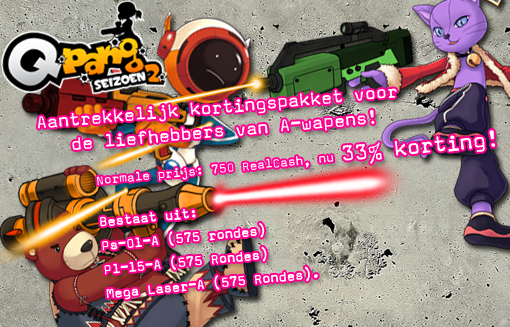 Q-pang
SEIZOEN 2
Aantrekkelijk kortingspakket voor
de liefhebbers van A-wapens!
Normale prijs: 750 RealCash, nu 33% korting!
Bestaat uit:
Ps-01-A (575 rondes)
P1-15-A (575 Rondes)
Mega Laser-A (575 Rondes).